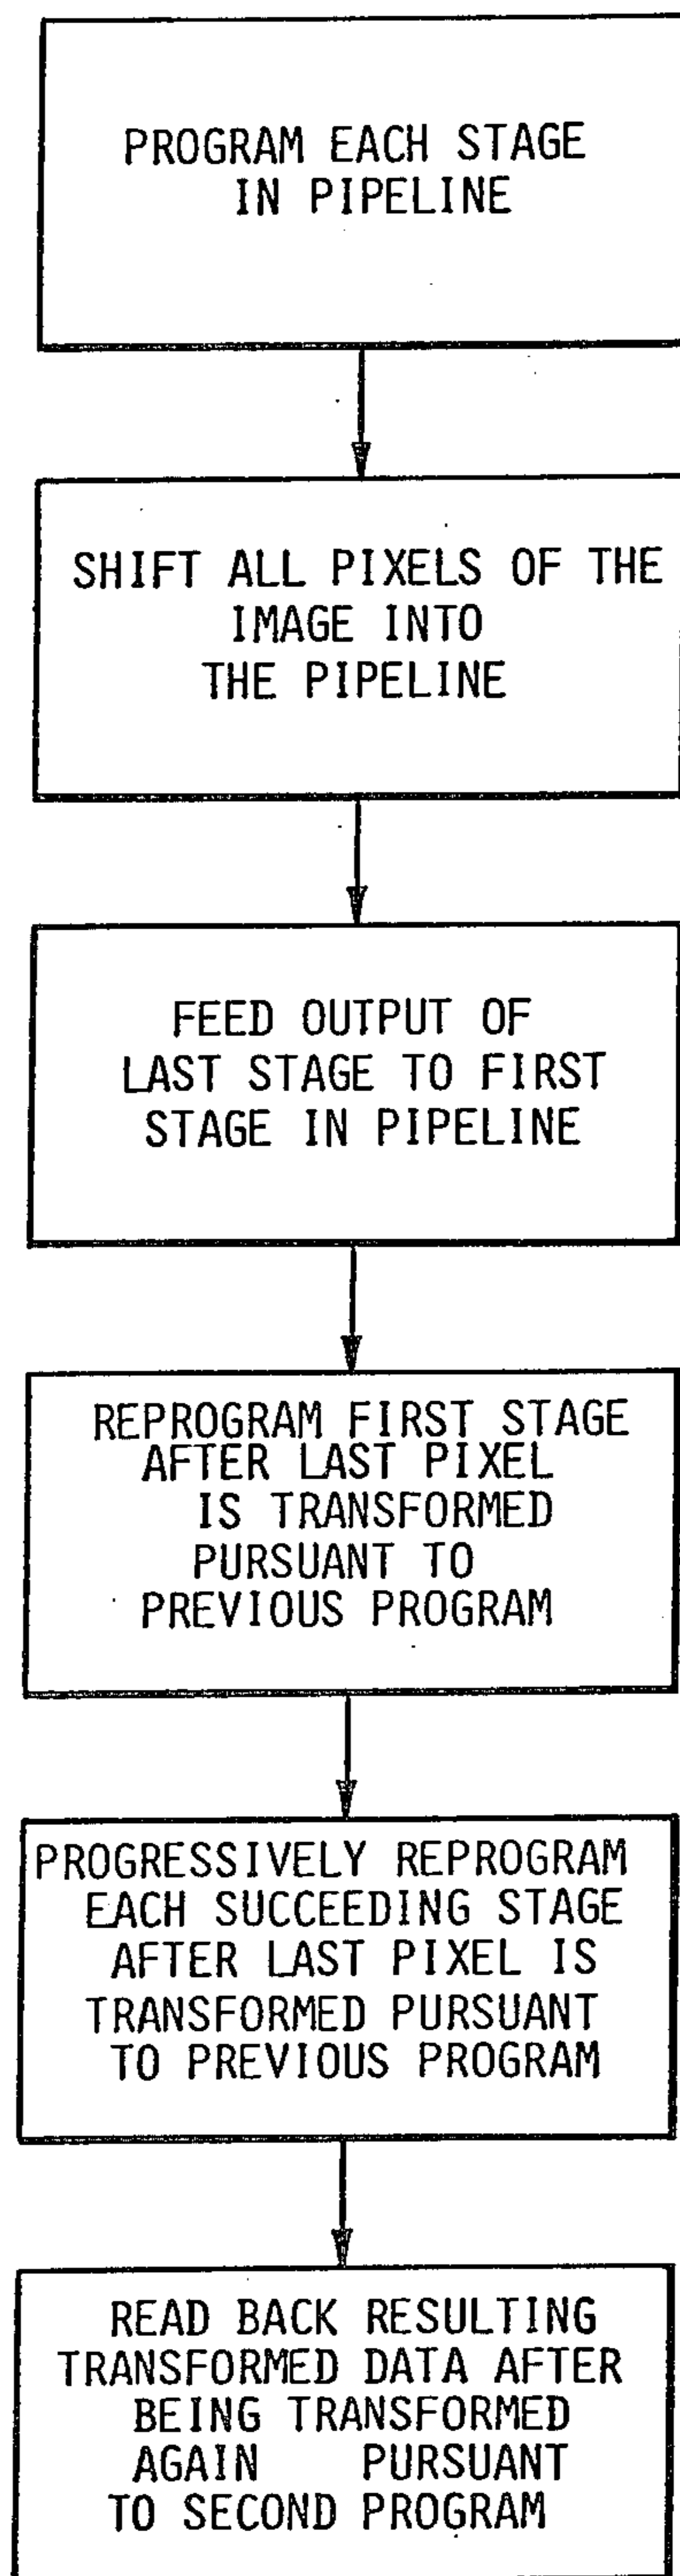 PROGRAM EACH STAGE
IN PIPELINE
SHIFT ALL PIXELS OF THE
IMAGE INTO
THE PIPELINE
FEED OUTPUT OF
LAST STAGE TO FIRST
STAGE IN PIPELINE
REPROGRAM FIRST STAGE
AFTER LAST PIXEL
IS TRANSFORMED
PURSUANT TO
PREVIOUS PROGRAM
PROGRESSIVELY REPROGRAM
EACH SUCCEEDING STAGE
AFTER LAST PIXEL IS
TRANSFORMED PURSUANT
TO PREVIOUS PROGRAM
READ BACK RESULTING
TRANSFORMED DATA AFTER
BEING TRANSFORMED
AGAIN PURSUANT
TO SECOND PROGRAM